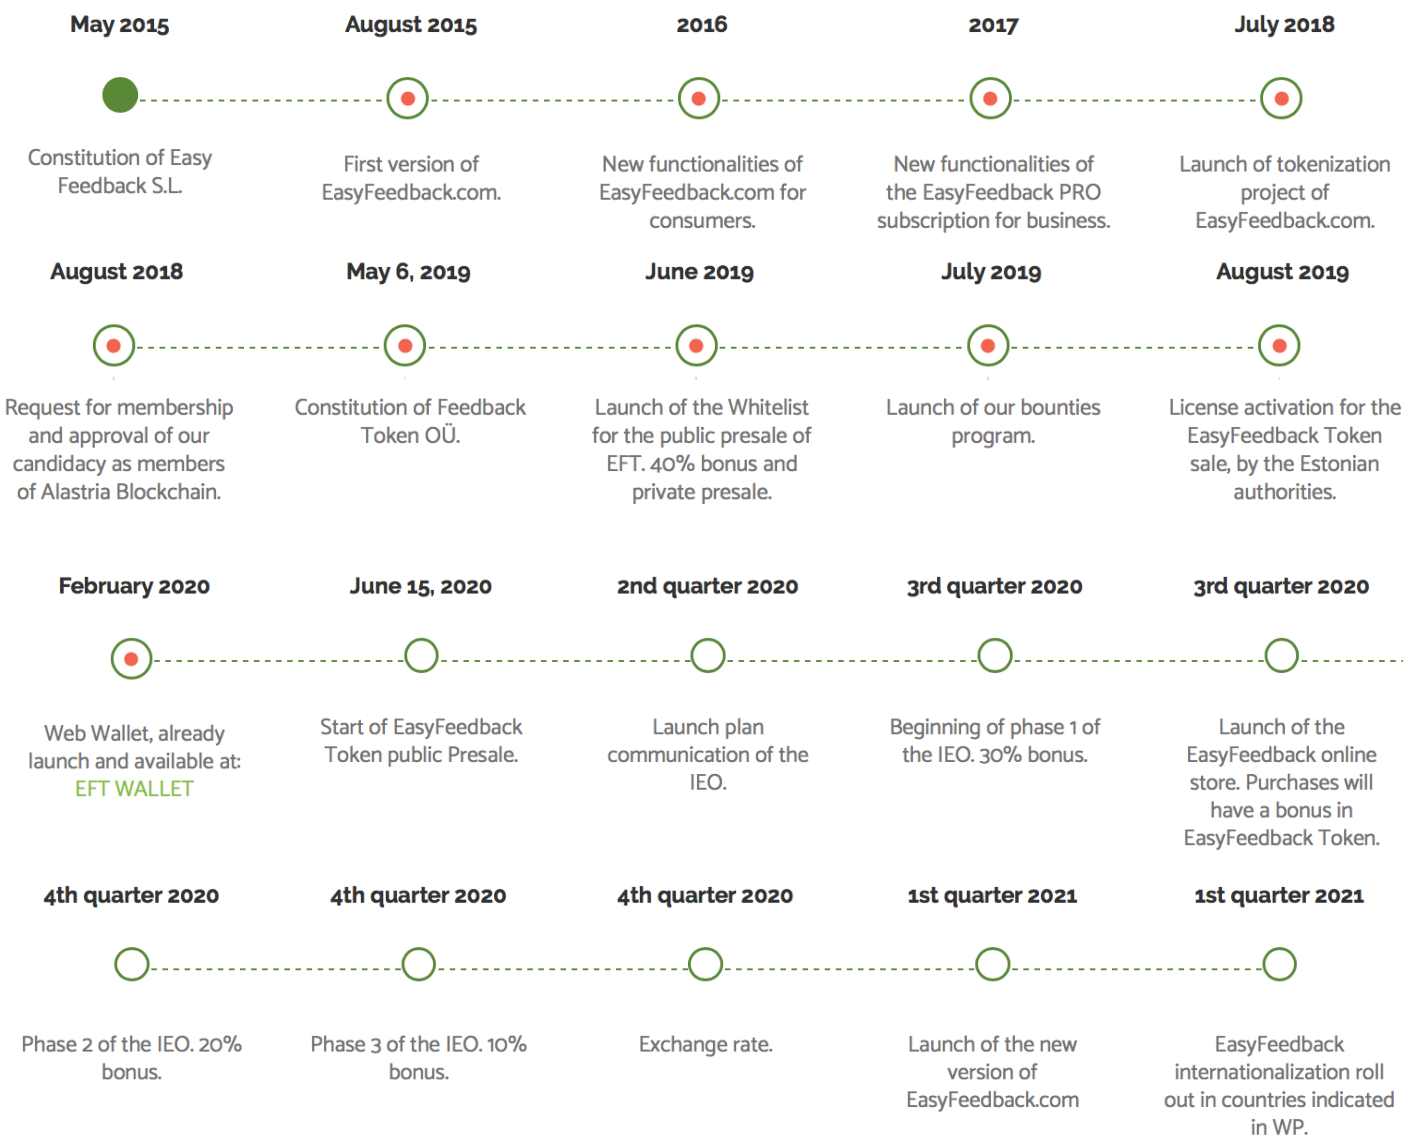 May 2015
August 2015
2016
2017
July 2018
Constitution of Easy
Feedback S.L.
First version of
EasyFeedback.com.
New functionalities of
EasyFeedback.com for
consumers.
New functionalities of
the EasyFeedback PRO
subscription for business.
Launch of tokenization
project of
EasyFeedback.com.
August 2018
May 6, 2019
June 2019
July 2019
August 2019
Request for membership
and approval of our
candidacy as members
of Alastria Blockchain.
Constitution of Feedback
Token OÜ.
Launch of the Whitelist
for the public presale of
EFT. 40% bonus and
private presale.
Launch of our bounties
program.
License activation for the
EasyFeedback Token
sale, by the Estonian
authorities.
February 2020
June 15, 2020
2nd quarter 2020
3rd quarter 2020
3rd quarter 2020
Web Wallet, already
launch and available at:
EFT WALLET
Start of EasyFeedback
Token public Presale.
Launch plan
communication of the
IEO.
Beginning of phase 1 of
the IEO. 30% bonus.
Launch of the
EasyFeedback online
store. Purchases will
have a bonus in
EasyFeedback Token.
4th quarter 2020
4th quarter 2020
4th quarter 2020
1st quarter 2021
1st quarter 2021
Phase 2 of the IEO. 20%
bonus.
Phase 3 of the IEO. 10%
bonus.
Exchange rate.
Launch of the new
version of
EasyFeedback.com
EasyFeedback
internationalization roll
out in countries indicated
in WP.